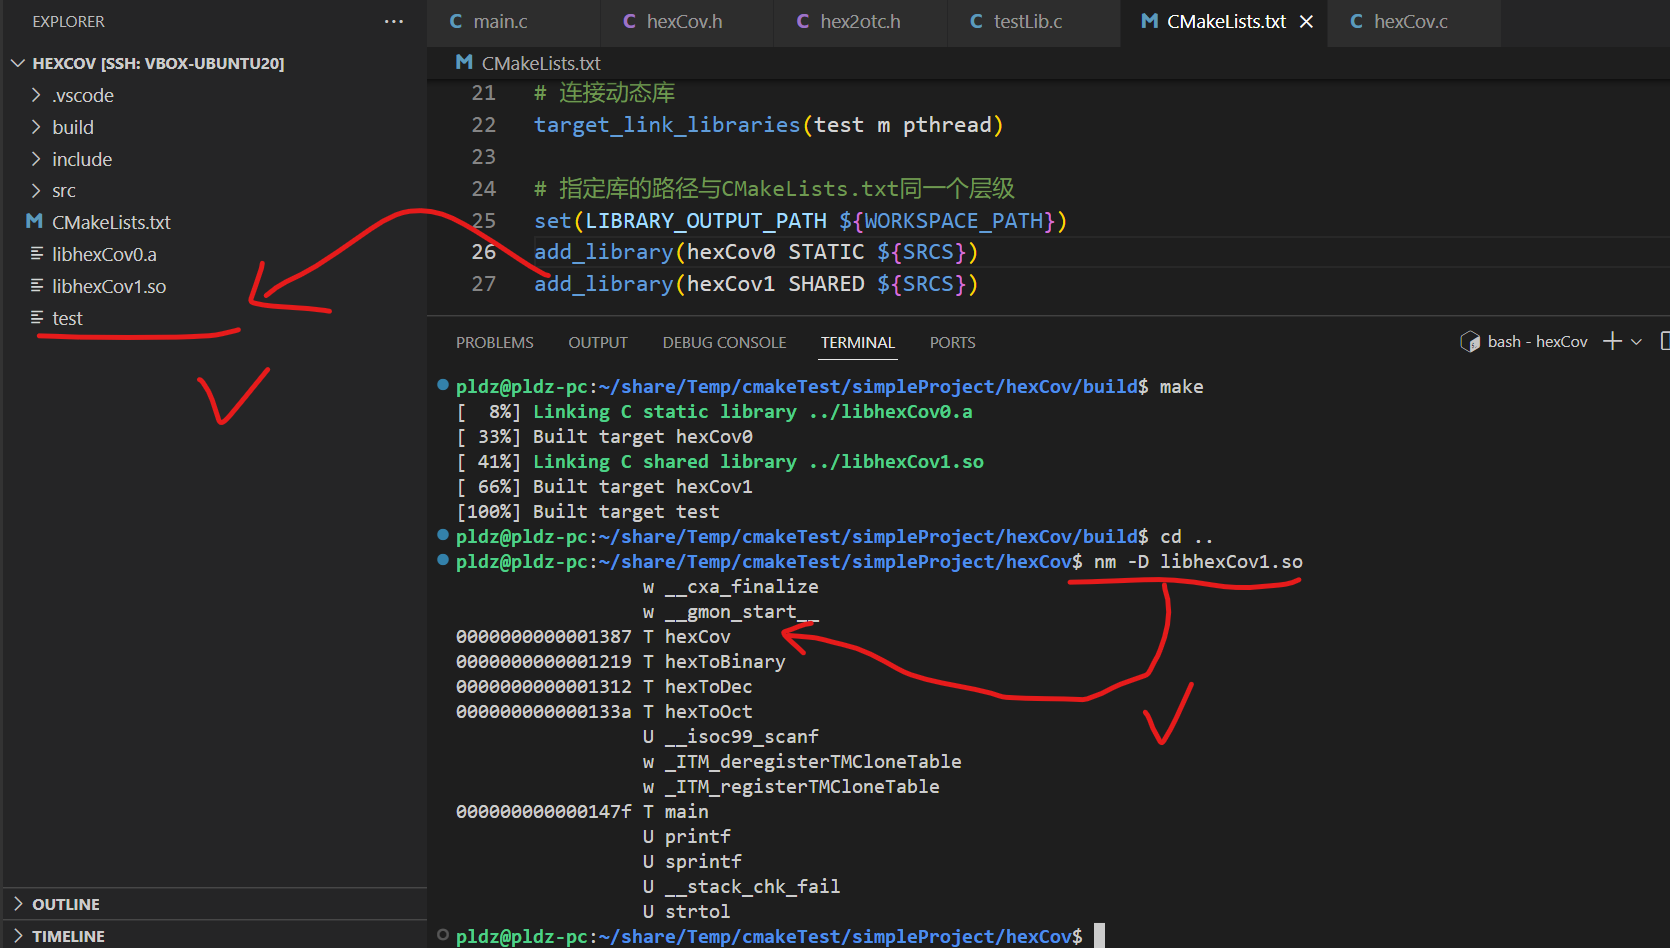 EXPLORER ···
HEXCOV [SSH: VBOX-UBUNTU20]
.vscode
build
include
src
M CMakeLists.txt
libhexCov0.a
libhexCov1.so
test
OUTLINE
TIMELINE
C main.c C hexCov.h C hex2otc.h C testLib.c M CMakeLists.txt × C hexCov.c
M CMakeLists.txt
21 # 连接动态库
22 target_link_libraries(test m pthread)
23
24 # 指定库的路径与CMakeLists.txt同一个层级
25 set(LIBRARY_OUTPUT_PATH ${WORKSPACE_PATH})
26 add_library(hexCov0 STATIC ${SRCS})
27 add_library(hexCov1 SHARED ${SRCS})
PROBLEMS OUTPUT DEBUG CONSOLE TERMINAL PORTS bash - hexCov
pldz@pldz-pc:~/share/Temp/cmakeTest/simpleProject/hexCov/build$ make
[  8%] Linking C static library ../libhexCov0.a
[ 33%] Built target hexCov0
[ 41%] Linking C shared library ../libhexCov1.so
[ 66%] Built target hexCov1
[100%] Built target test
pldz@pldz-pc:~/share/Temp/cmakeTest/simpleProject/hexCov/build$ cd ..
pldz@pldz-pc:~/share/Temp/cmakeTest/simpleProject/hexCov$ nm -D libhexCov1.so
w __cxa_finalize
w __gmon_start__
0000000000001387 T hexCov
0000000000001219 T hexToBinary
0000000000001312 T hexToDec
000000000000133a T hexToOct
U __isoc99_scanf
w _ITM_deregisterTMCloneTable
w _ITM_registerTMCloneTable
000000000000147f T main
U printf
U sprintf
U __stack_chk_fail
U strtol
pldz@pldz-pc:~/share/Temp/cmakeTest/simpleProject/hexCov$